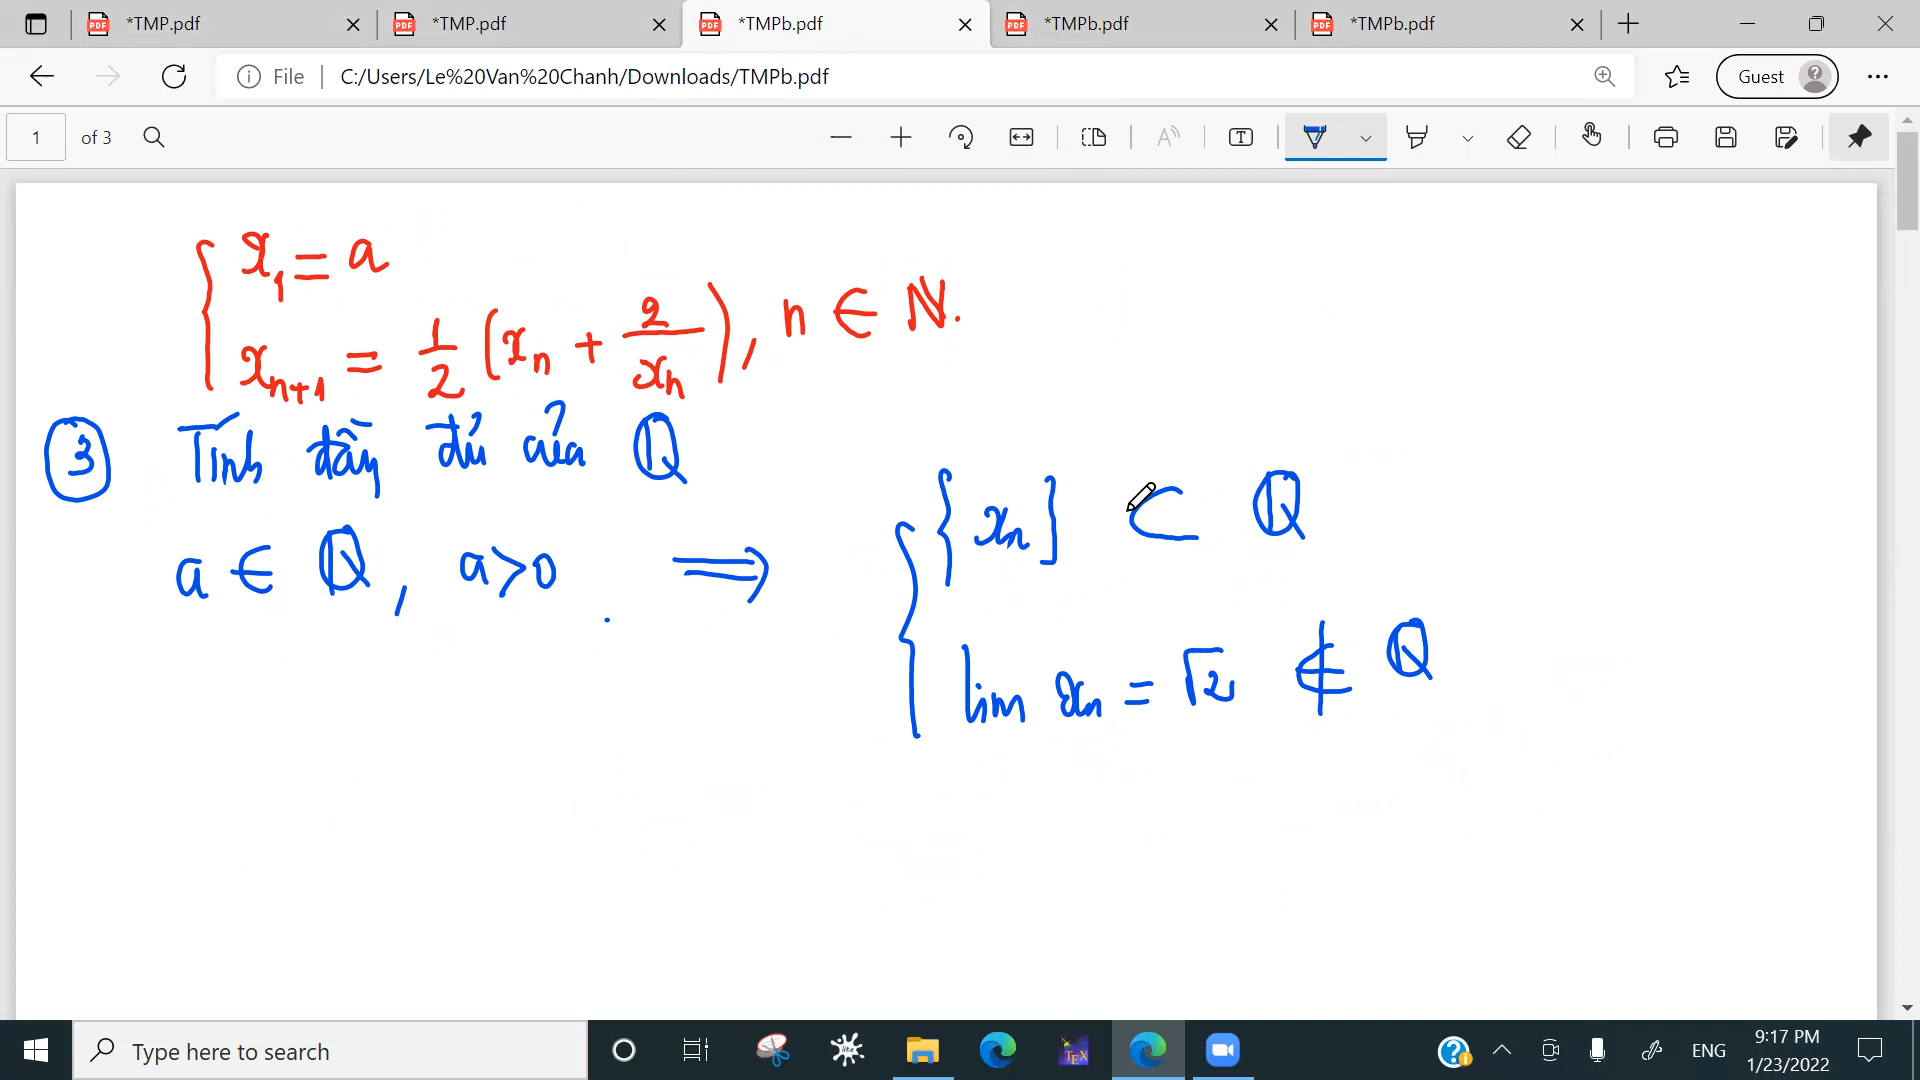 *TMP.pdf *TMP.pdf *TMPb.pdf *TMPb.pdf *TMPb.pdf
File C:/Users/Le%20Van%20Chanh/Downloads/TMPb.pdf Guest
1 of 3
x₁ = a
xₙ₊₁ = 1/2 (xₙ + 2/xₙ), n ∈ ℕ.
③ Tính đầy đủ của ℚ
{xₙ} ⊂ ℚ
a ∈ ℚ, a>0 ⟹
lim xₙ = √2 ∉ ℚ
Type here to search
ENG
9:17 PM
1/23/2022